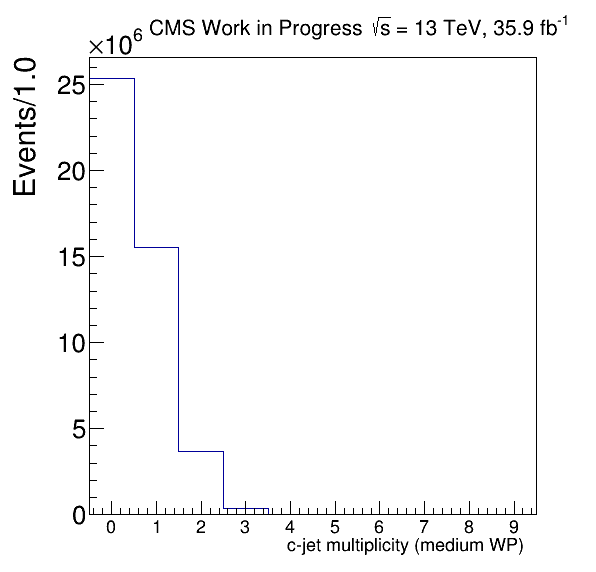 ×10⁶ CMS Work in Progress √s = 13 TeV, 35.9 fb⁻¹
Events/1.0
25
20
15
10
5
0
0 1 2 3 4 5 6 7 8 9
c-jet multiplicity (medium WP)